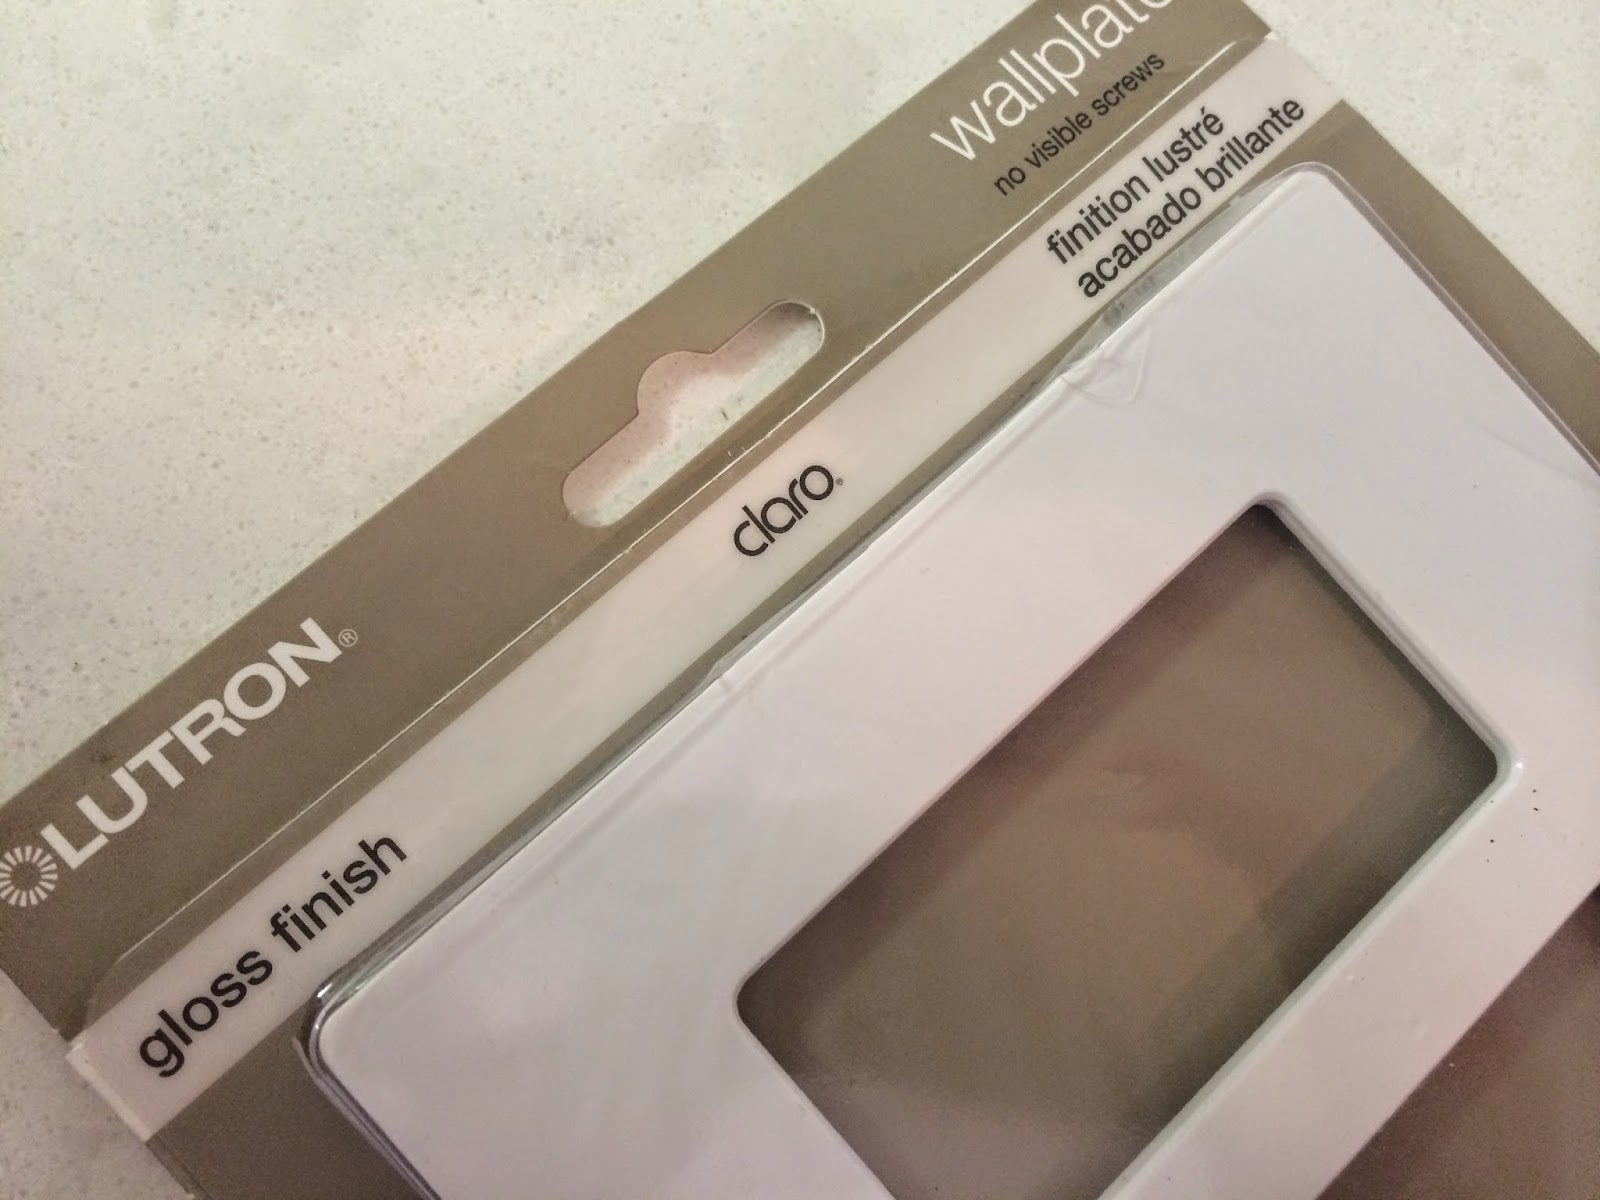 LUTRON®
wallplate
no visible screws
gloss finish
claro®
finition lustré
acabado brillante